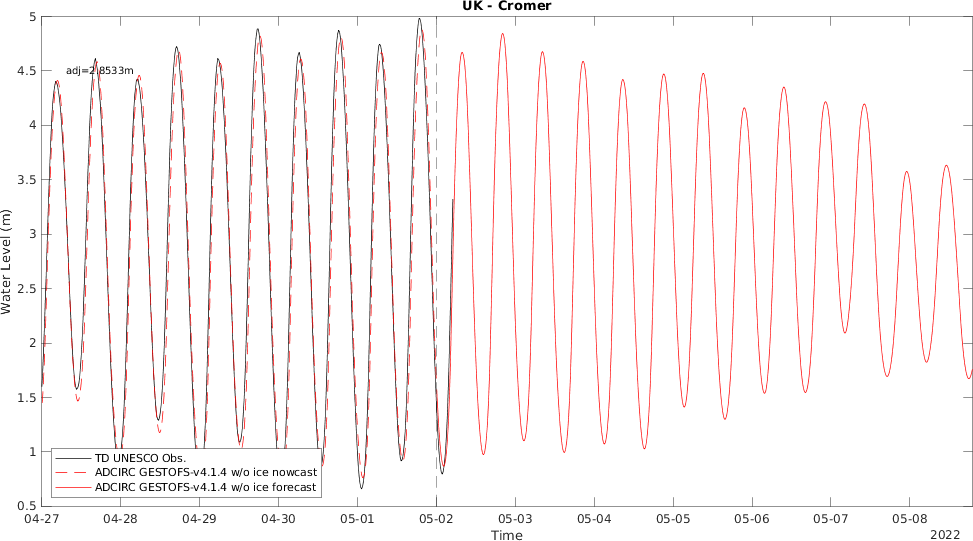 UK - Cromer
5
4.5
4
3.5
3
2.5
2
1.5
1
0.5
Water Level (m)
adj=2.8533m
TD UNESCO Obs.
ADCIRC GESTOFS-v4.1.4 w/o ice nowcast
ADCIRC GESTOFS-v4.1.4 w/o ice forecast
04-27 04-28 04-29 04-30 05-01 05-02 05-03 05-04 05-05 05-06 05-07 05-08
Time
2022